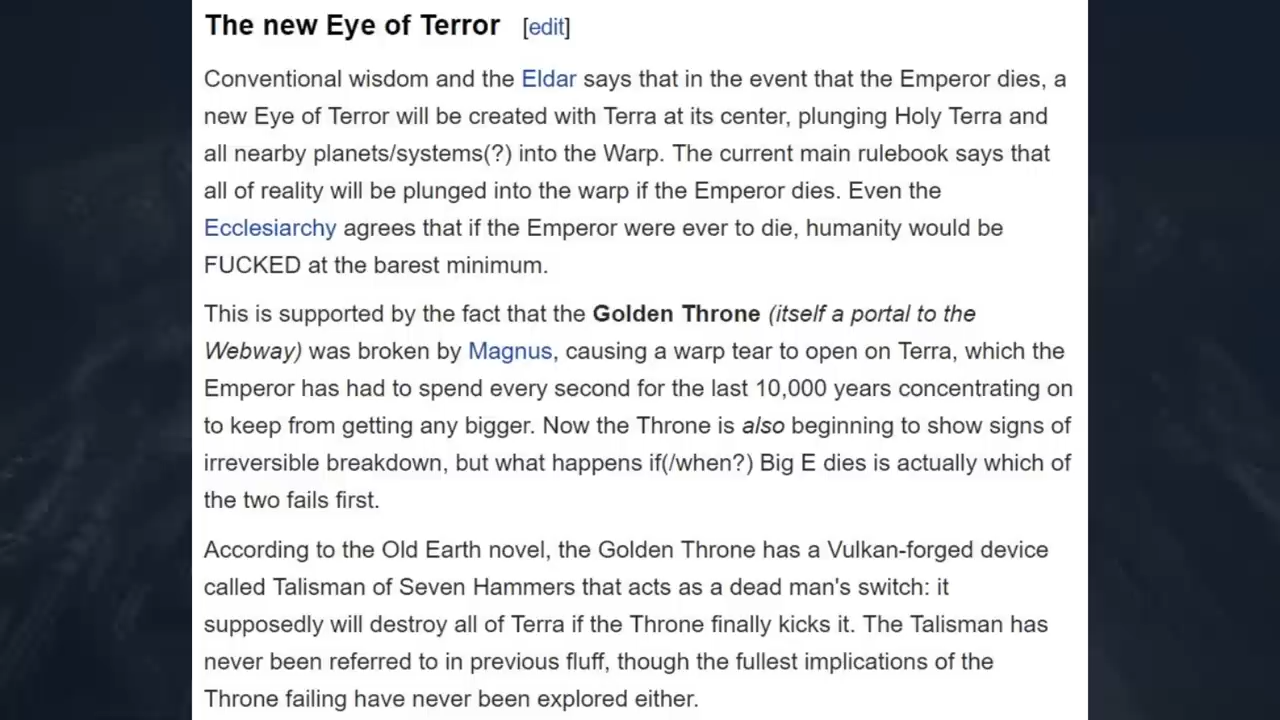 The new Eye of Terror [edit]
Conventional wisdom and the Eldar says that in the event that the Emperor dies, a
new Eye of Terror will be created with Terra at its center, plunging Holy Terra and
all nearby planets/systems(?) into the Warp. The current main rulebook says that
all of reality will be plunged into the warp if the Emperor dies. Even the
Ecclesiarchy agrees that if the Emperor were ever to die, humanity would be
FUCKED at the barest minimum.
This is supported by the fact that the Golden Throne (itself a portal to the
Webway) was broken by Magnus, causing a warp tear to open on Terra, which the
Emperor has had to spend every second for the last 10,000 years concentrating on
to keep from getting any bigger. Now the Throne is also beginning to show signs of
irreversible breakdown, but what happens if(/when?) Big E dies is actually which of
the two fails first.
According to the Old Earth novel, the Golden Throne has a Vulkan-forged device
called Talisman of Seven Hammers that acts as a dead man's switch: it
supposedly will destroy all of Terra if the Throne finally kicks it. The Talisman has
never been referred to in previous fluff, though the fullest implications of the
Throne failing have never been explored either.